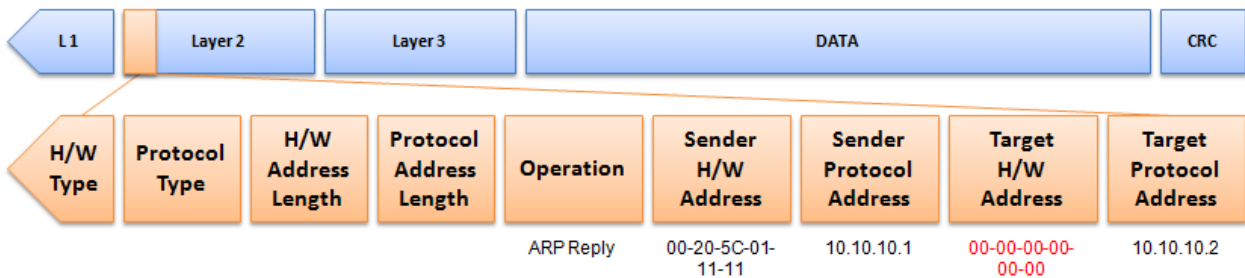 L 1
Layer 2
Layer 3
DATA
CRC
H/W
Type
Protocol
Type
H/W
Address
Length
Protocol
Address
Length
Operation
Sender
H/W
Address
Sender
Protocol
Address
Target
H/W
Address
Target
Protocol
Address
ARP Reply
00-20-5C-01-
11-11
10.10.10.1
00-00-00-00-
00-00
10.10.10.2